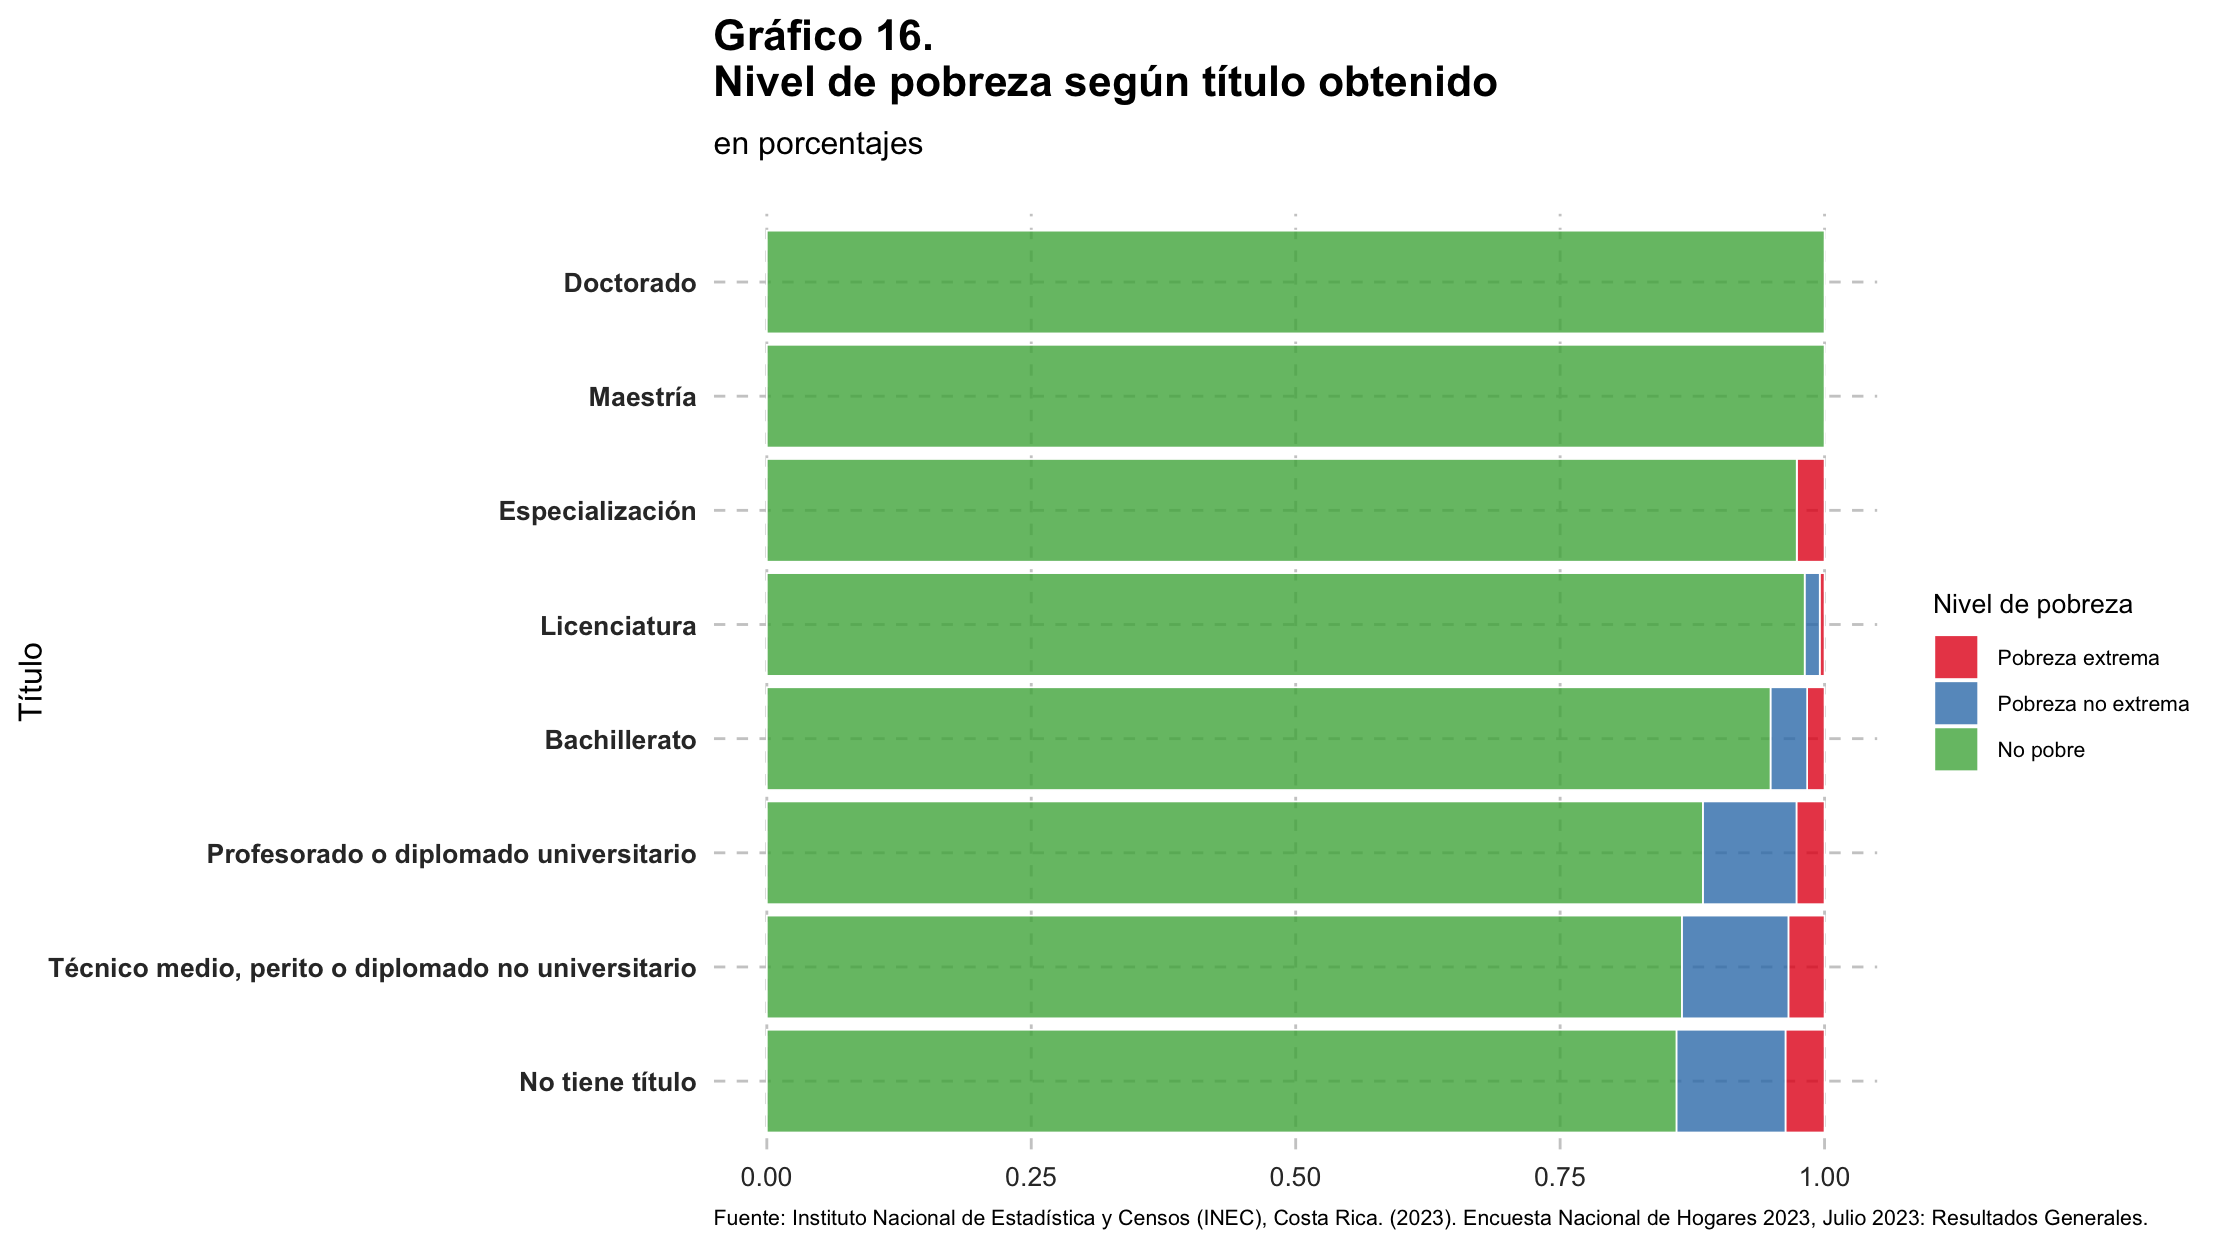 Gráfico 16.
Nivel de pobreza según título obtenido
en porcentajes
Título
Doctorado
Maestría
Especialización
Licenciatura
Bachillerato
Profesorado o diplomado universitario
Técnico medio, perito o diplomado no universitario
No tiene título
0.00 0.25 0.50 0.75 1.00
Nivel de pobreza
Pobreza extrema
Pobreza no extrema
No pobre
Fuente: Instituto Nacional de Estadística y Censos (INEC), Costa Rica. (2023). Encuesta Nacional de Hogares 2023, Julio 2023: Resultados Generales.